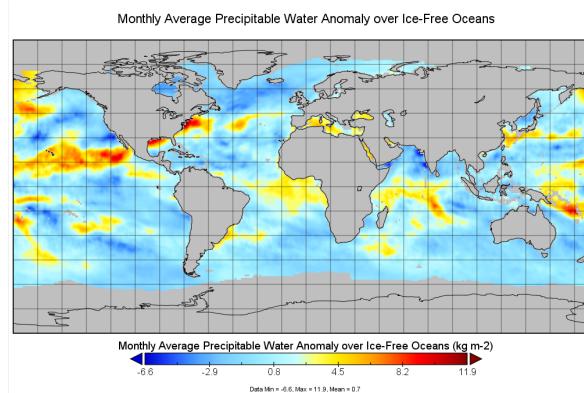 Monthly Average Precipitable Water Anomaly over Ice-Free Oceans
Monthly Average Precipitable Water Anomaly over Ice-Free Oceans (kg m-2)
-6.6 -2.9 0.8 4.5 8.2 11.9
Data Min = -6.6, Max = 11.9, Mean = 0.7